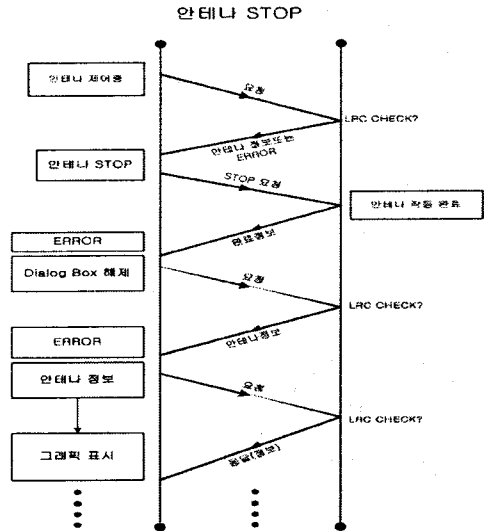 안테나 STOP
안테나 제어중
요청
LRC CHECK?
안테나 정보또는
ERROR
안테나 STOP
STOP 요청
안테나 작동 완료
완료정보
ERROR
Dialog Box 해제
요청
LRC CHECK?
안테나정보
ERROR
안테나 정보
요청
LRC CHECK?
응답(정보)
그래픽 표시